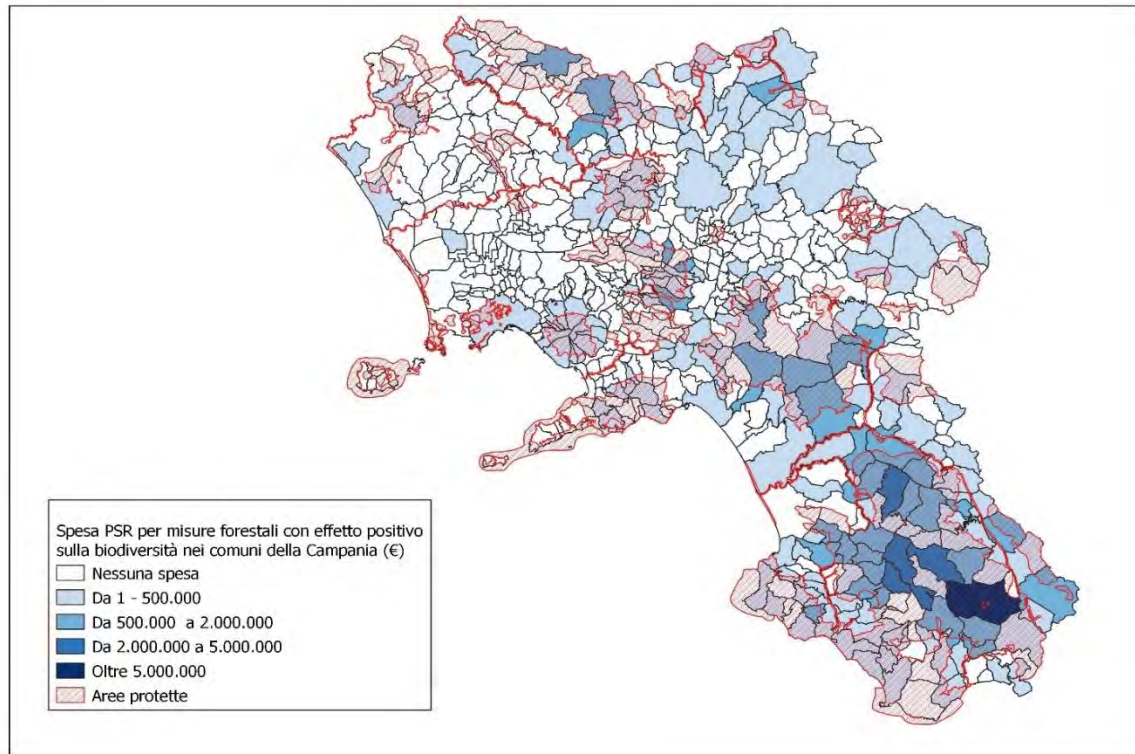 Spesa PSR per misure forestali con effetto positivo
sulla biodiversità nei comuni della Campania (€)
Nessuna spesa
Da 1 - 500.000
Da 500.000 a 2.000.000
Da 2.000.000 a 5.000.000
Oltre 5.000.000
Aree protette